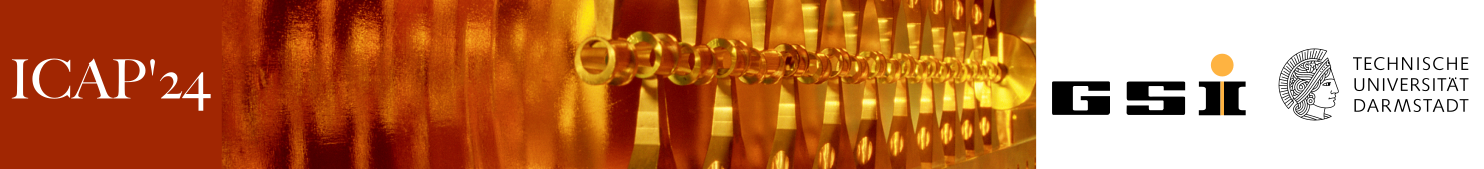 ICAP'24
GSI
TECHNISCHE
UNIVERSITÄT
DARMSTADT